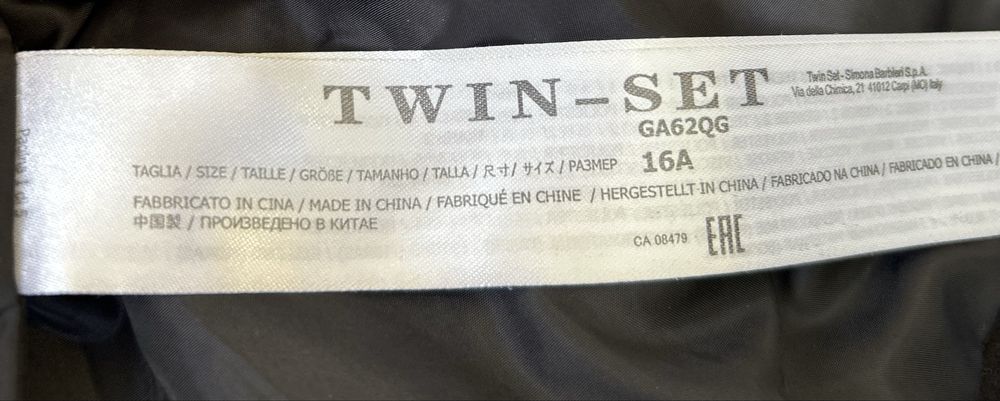 TWIN-SET
Twin Set - Simona Barbieri S.p.A.
Via della Chimica, 21 41012 Carpi (MO) Italy
GA62QG
TAGLIA / SIZE / TAILLE / GRÖßE / TAMANHO / TALLA / 尺寸 / サイズ / РАЗМЕР 16A
FABBRICATO IN CINA / MADE IN CHINA / FABRIQUÉ EN CHINE / HERGESTELLT IN CHINA / FABRICADO NA CHINA / FABRICADO EN CHINA /
中国製 / ПРОИЗВЕДЕНО В КИТАЕ
CA 08479 EAC